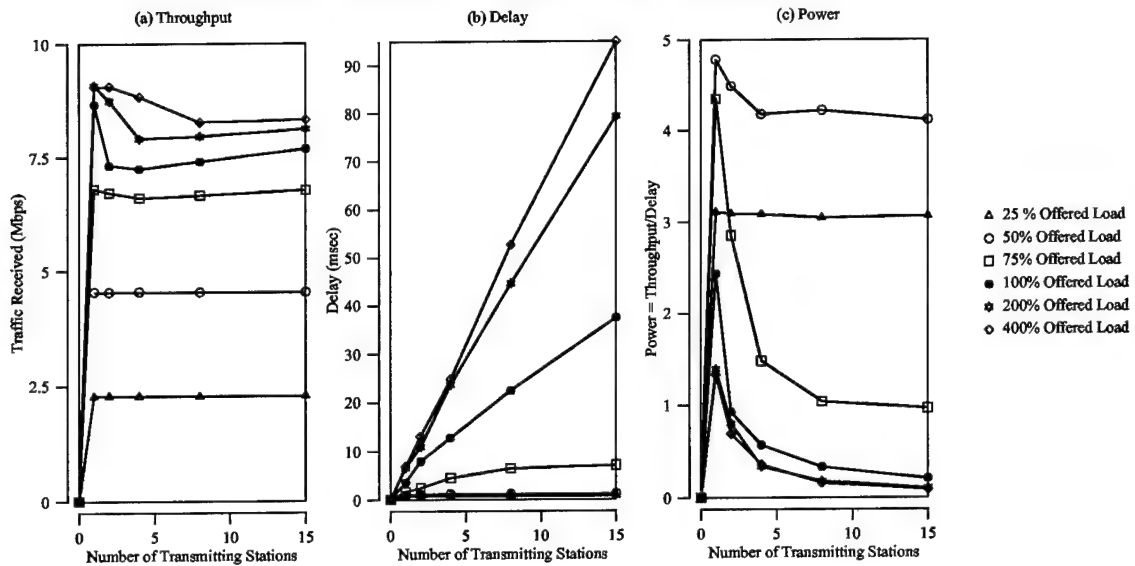 (a) Throughput
(b) Delay
(c) Power
10
7.5
5
2.5
0
Traffic Received (Mbps)
0 5 10 15
Number of Transmitting Stations
90
80
70
60
50
40
30
20
10
0
Delay (msec)
0 5 10 15
Number of Transmitting Stations
5
4
3
2
1
0
Power = Throughput/Delay
0 5 10 15
Number of Transmitting Stations
25 % Offered Load
50% Offered Load
75% Offered Load
100% Offered Load
200% Offered Load
400% Offered Load